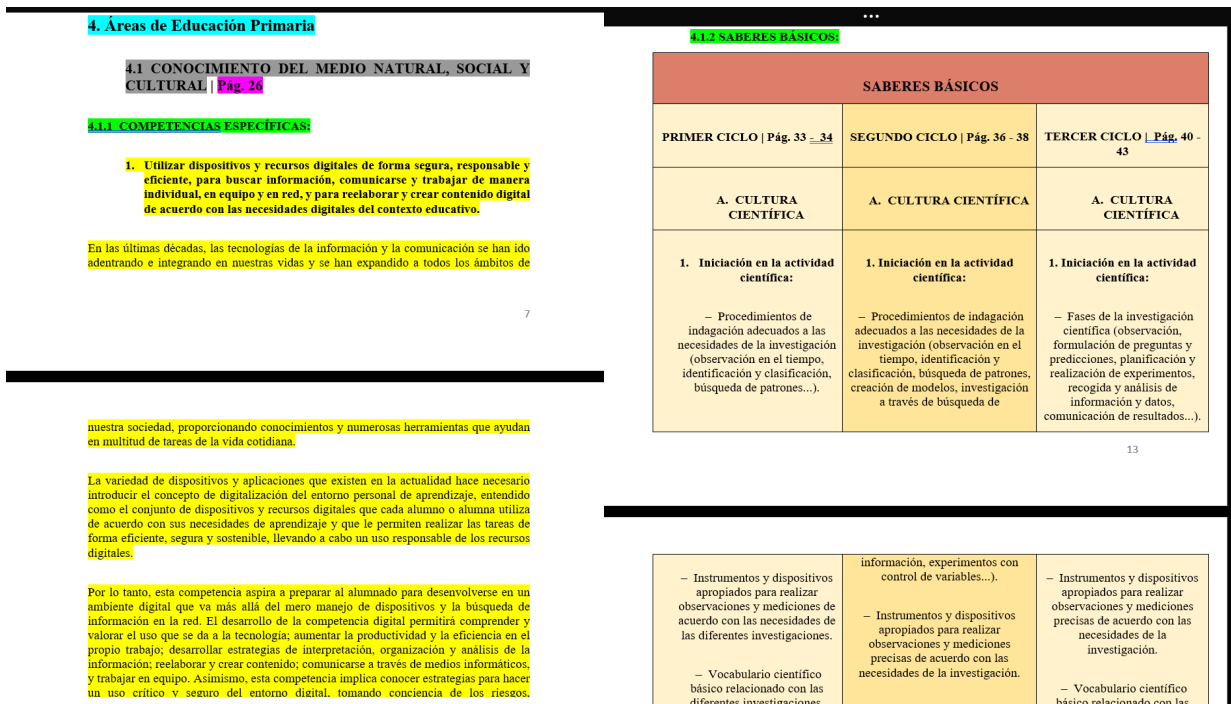 4. Áreas de Educación Primaria
4.1 CONOCIMIENTO DEL MEDIO NATURAL, SOCIAL Y
CULTURAL | Pág. 26
4.1.1 COMPETENCIAS ESPECÍFICAS:
1. Utilizar dispositivos y recursos digitales de forma segura, responsable y
eficiente, para buscar información, comunicarse y trabajar de manera
individual, en equipo y en red, y para reelaborar y crear contenido digital
de acuerdo con las necesidades digitales del contexto educativo.
En las últimas décadas, las tecnologías de la información y la comunicación se han ido
adentrando e integrando en nuestras vidas y se han expandido a todos los ámbitos de
7
nuestra sociedad, proporcionando conocimientos y numerosas herramientas que ayudan
en multitud de tareas de la vida cotidiana.
La variedad de dispositivos y aplicaciones que existen en la actualidad hace necesario
introducir el concepto de digitalización del entorno personal de aprendizaje, entendido
como el conjunto de dispositivos y recursos digitales que cada alumno o alumna utiliza
de acuerdo con sus necesidades de aprendizaje y que le permiten realizar las tareas de
forma eficiente, segura y sostenible, llevando a cabo un uso responsable de los recursos
digitales.
Por lo tanto, esta competencia aspira a preparar al alumnado para desenvolverse en un
ambiente digital que va más allá del mero manejo de dispositivos y la búsqueda de
información en la red. El desarrollo de la competencia digital permitirá comprender y
valorar el uso que se da a la tecnología; aumentar la productividad y la eficiencia en el
propio trabajo; desarrollar estrategias de interpretación, organización y análisis de la
información; reelaborar y crear contenido; comunicarse a través de medios informáticos,
y trabajar en equipo. Asimismo, esta competencia implica conocer estrategias para hacer
un uso crítico y seguro del entorno digital, tomando conciencia de los riesgos,
4.1.2 SABERES BÁSICOS:
SABERES BÁSICOS
PRIMER CICLO | Pág. 33 - 34
SEGUNDO CICLO | Pág. 36 - 38
TERCER CICLO | Pág. 40 -
43
A. CULTURA
CIENTÍFICA
A. CULTURA CIENTÍFICA
A. CULTURA
CIENTÍFICA
1. Iniciación en la actividad
científica:
– Procedimientos de
indagación adecuados a las
necesidades de la investigación
(observación en el tiempo,
identificación y clasificación,
búsqueda de patrones...).
1. Iniciación en la actividad
científica:
– Procedimientos de indagación
adecuados a las necesidades de la
investigación (observación en el
tiempo, identificación y
clasificación, búsqueda de patrones,
creación de modelos, investigación
a través de búsqueda de
1. Iniciación en la actividad
científica:
– Fases de la investigación
científica (observación,
formulación de preguntas y
predicciones, planificación y
realización de experimentos,
recogida y análisis de
información y datos,
comunicación de resultados...).
13
– Instrumentos y dispositivos
apropiados para realizar
observaciones y mediciones de
acuerdo con las necesidades de
las diferentes investigaciones.
– Vocabulario científico
básico relacionado con las
diferentes investigaciones
información, experimentos con
control de variables...).
– Instrumentos y dispositivos
apropiados para realizar
observaciones y mediciones
precisas de acuerdo con las
necesidades de la investigación.
– Instrumentos y dispositivos
apropiados para realizar
observaciones y mediciones
precisas de acuerdo con las
necesidades de la
investigación.
– Vocabulario científico
básico relacionado con las